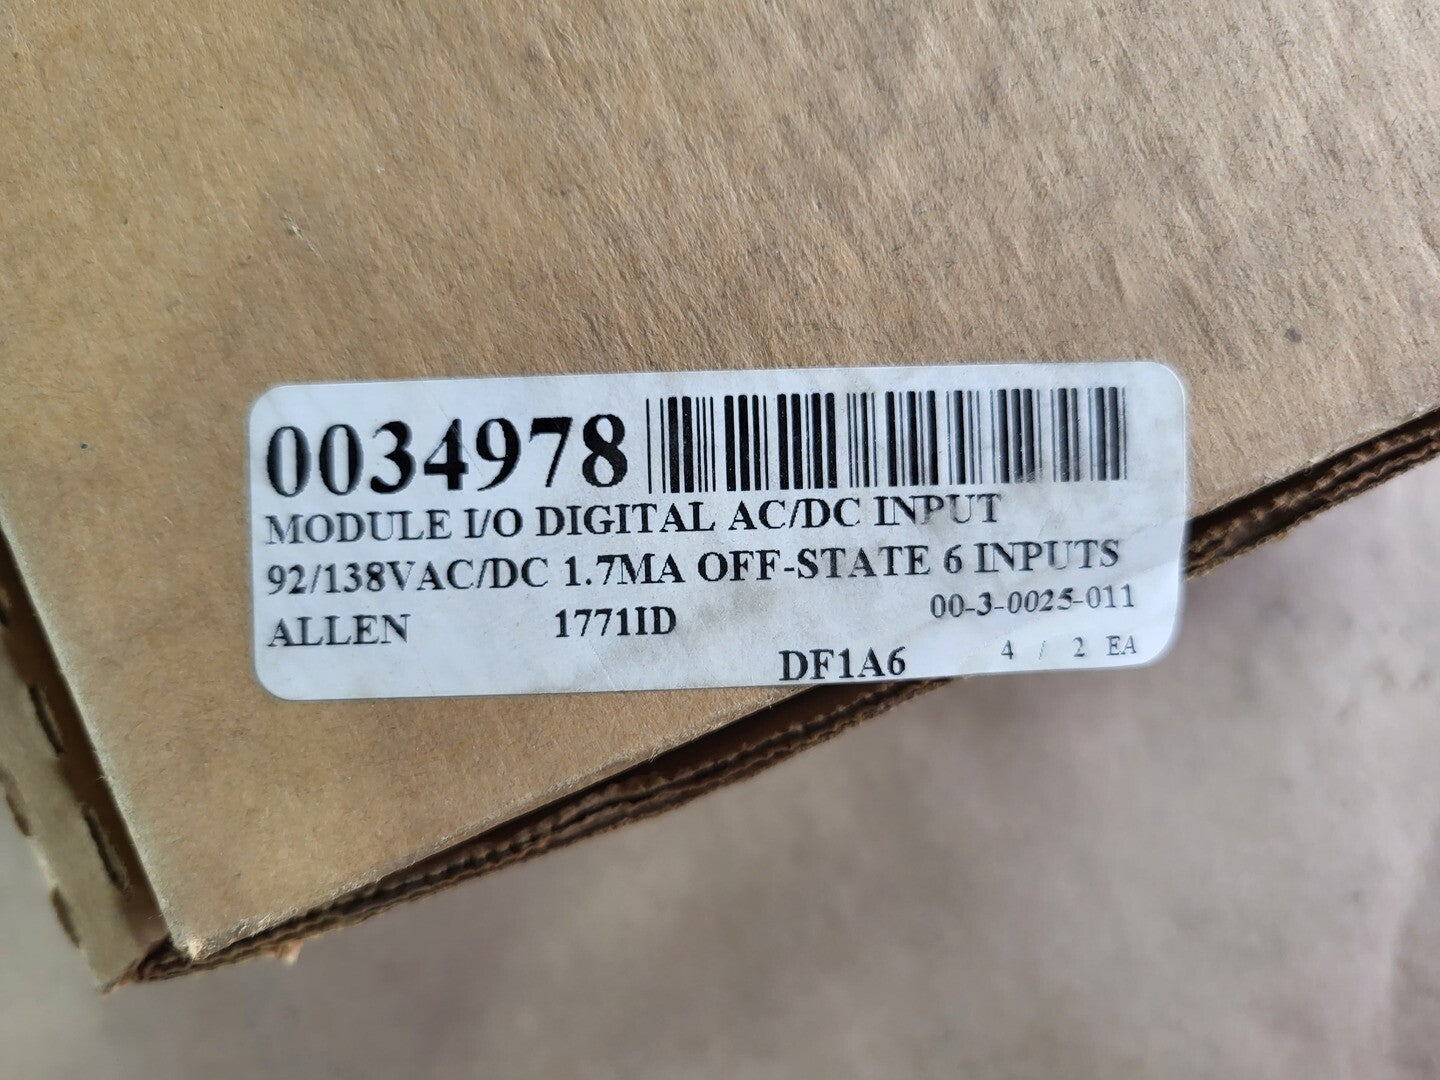 0034978
MODULE I/O DIGITAL AC/DC INPUT
92/138VAC/DC 1.7MA OFF-STATE 6 INPUTS
ALLEN 1771ID 00-3-0025-011
DF1A6 4 / 2 EA